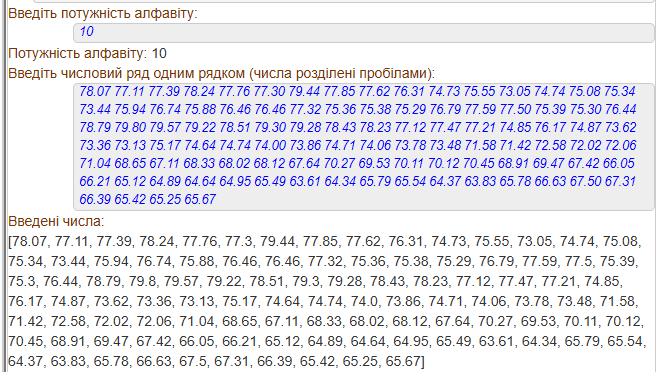 Введіть потужність алфавіту:
10
Потужність алфавіту: 10
Введіть числовий ряд одним рядком (числа розділені пробілами):
78.07 77.11 77.39 78.24 77.76 77.30 79.44 77.85 77.62 76.31 74.73 75.55 73.05 74.74 75.08 75.34
73.44 75.94 76.74 75.88 76.46 76.46 77.32 75.36 75.38 75.29 76.79 77.59 77.50 75.39 75.30 76.44
78.79 79.80 79.57 79.22 78.51 79.30 79.28 78.43 78.23 77.12 77.47 77.21 74.85 76.17 74.87 73.62
73.36 73.13 75.17 74.64 74.74 74.00 73.86 74.71 74.06 73.78 73.48 71.58 71.42 72.58 72.02 72.06
71.04 68.65 67.11 68.33 68.02 68.12 67.64 70.27 69.53 70.11 70.12 70.45 68.91 69.47 67.42 66.05
66.21 65.12 64.89 64.64 64.95 65.49 63.61 64.34 65.79 65.54 64.37 63.83 65.78 66.63 67.50 67.31
66.39 65.42 65.25 65.67
Введені числа:
[78.07, 77.11, 77.39, 78.24, 77.76, 77.3, 79.44, 77.85, 77.62, 76.31, 74.73, 75.55, 73.05, 74.74, 75.08,
75.34, 73.44, 75.94, 76.74, 75.88, 76.46, 76.46, 77.32, 75.36, 75.38, 75.29, 76.79, 77.59, 77.5, 75.39,
75.3, 76.44, 78.79, 79.8, 79.57, 79.22, 78.51, 79.3, 79.28, 78.43, 78.23, 77.12, 77.47, 77.21, 74.85,
76.17, 74.87, 73.62, 73.36, 73.13, 75.17, 74.64, 74.74, 74.0, 73.86, 74.71, 74.06, 73.78, 73.48, 71.58,
71.42, 72.58, 72.02, 72.06, 71.04, 68.65, 67.11, 68.33, 68.02, 68.12, 67.64, 70.27, 69.53, 70.11, 70.12,
70.45, 68.91, 69.47, 67.42, 66.05, 66.21, 65.12, 64.89, 64.64, 64.95, 65.49, 63.61, 64.34, 65.79, 65.54,
64.37, 63.83, 65.78, 66.63, 67.5, 67.31, 66.39, 65.42, 65.25, 65.67]